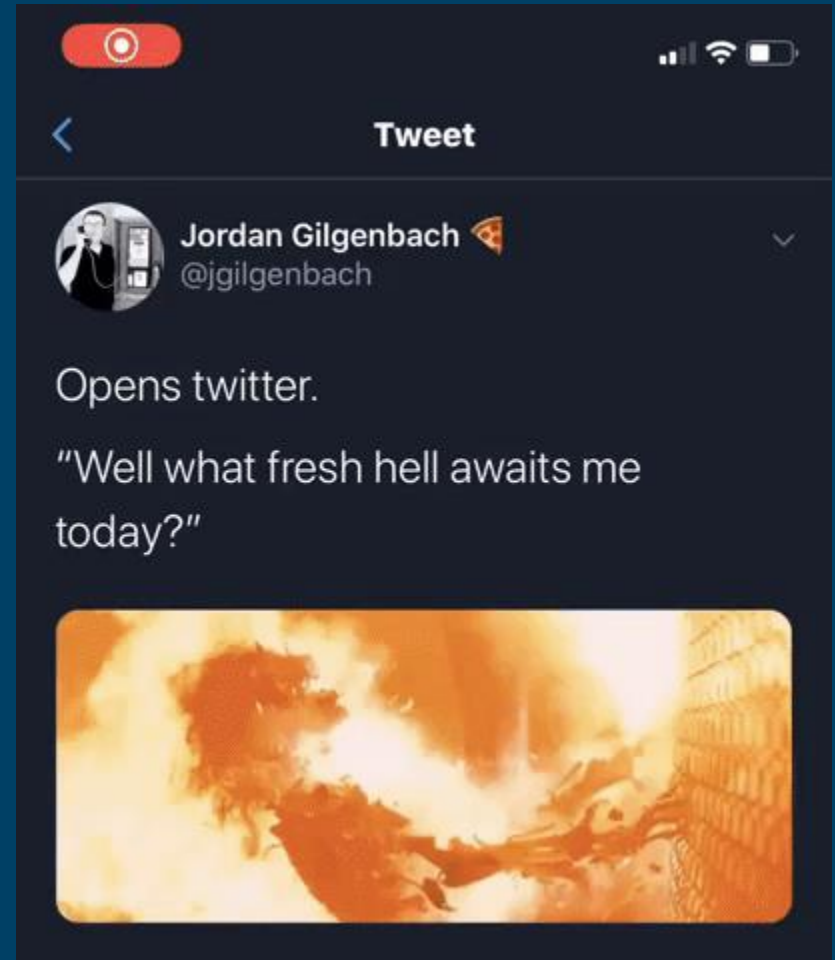 Tweet
Jordan Gilgenbach 🍕
@jgilgenbach
Opens twitter.
“Well what fresh hell awaits me
today?”